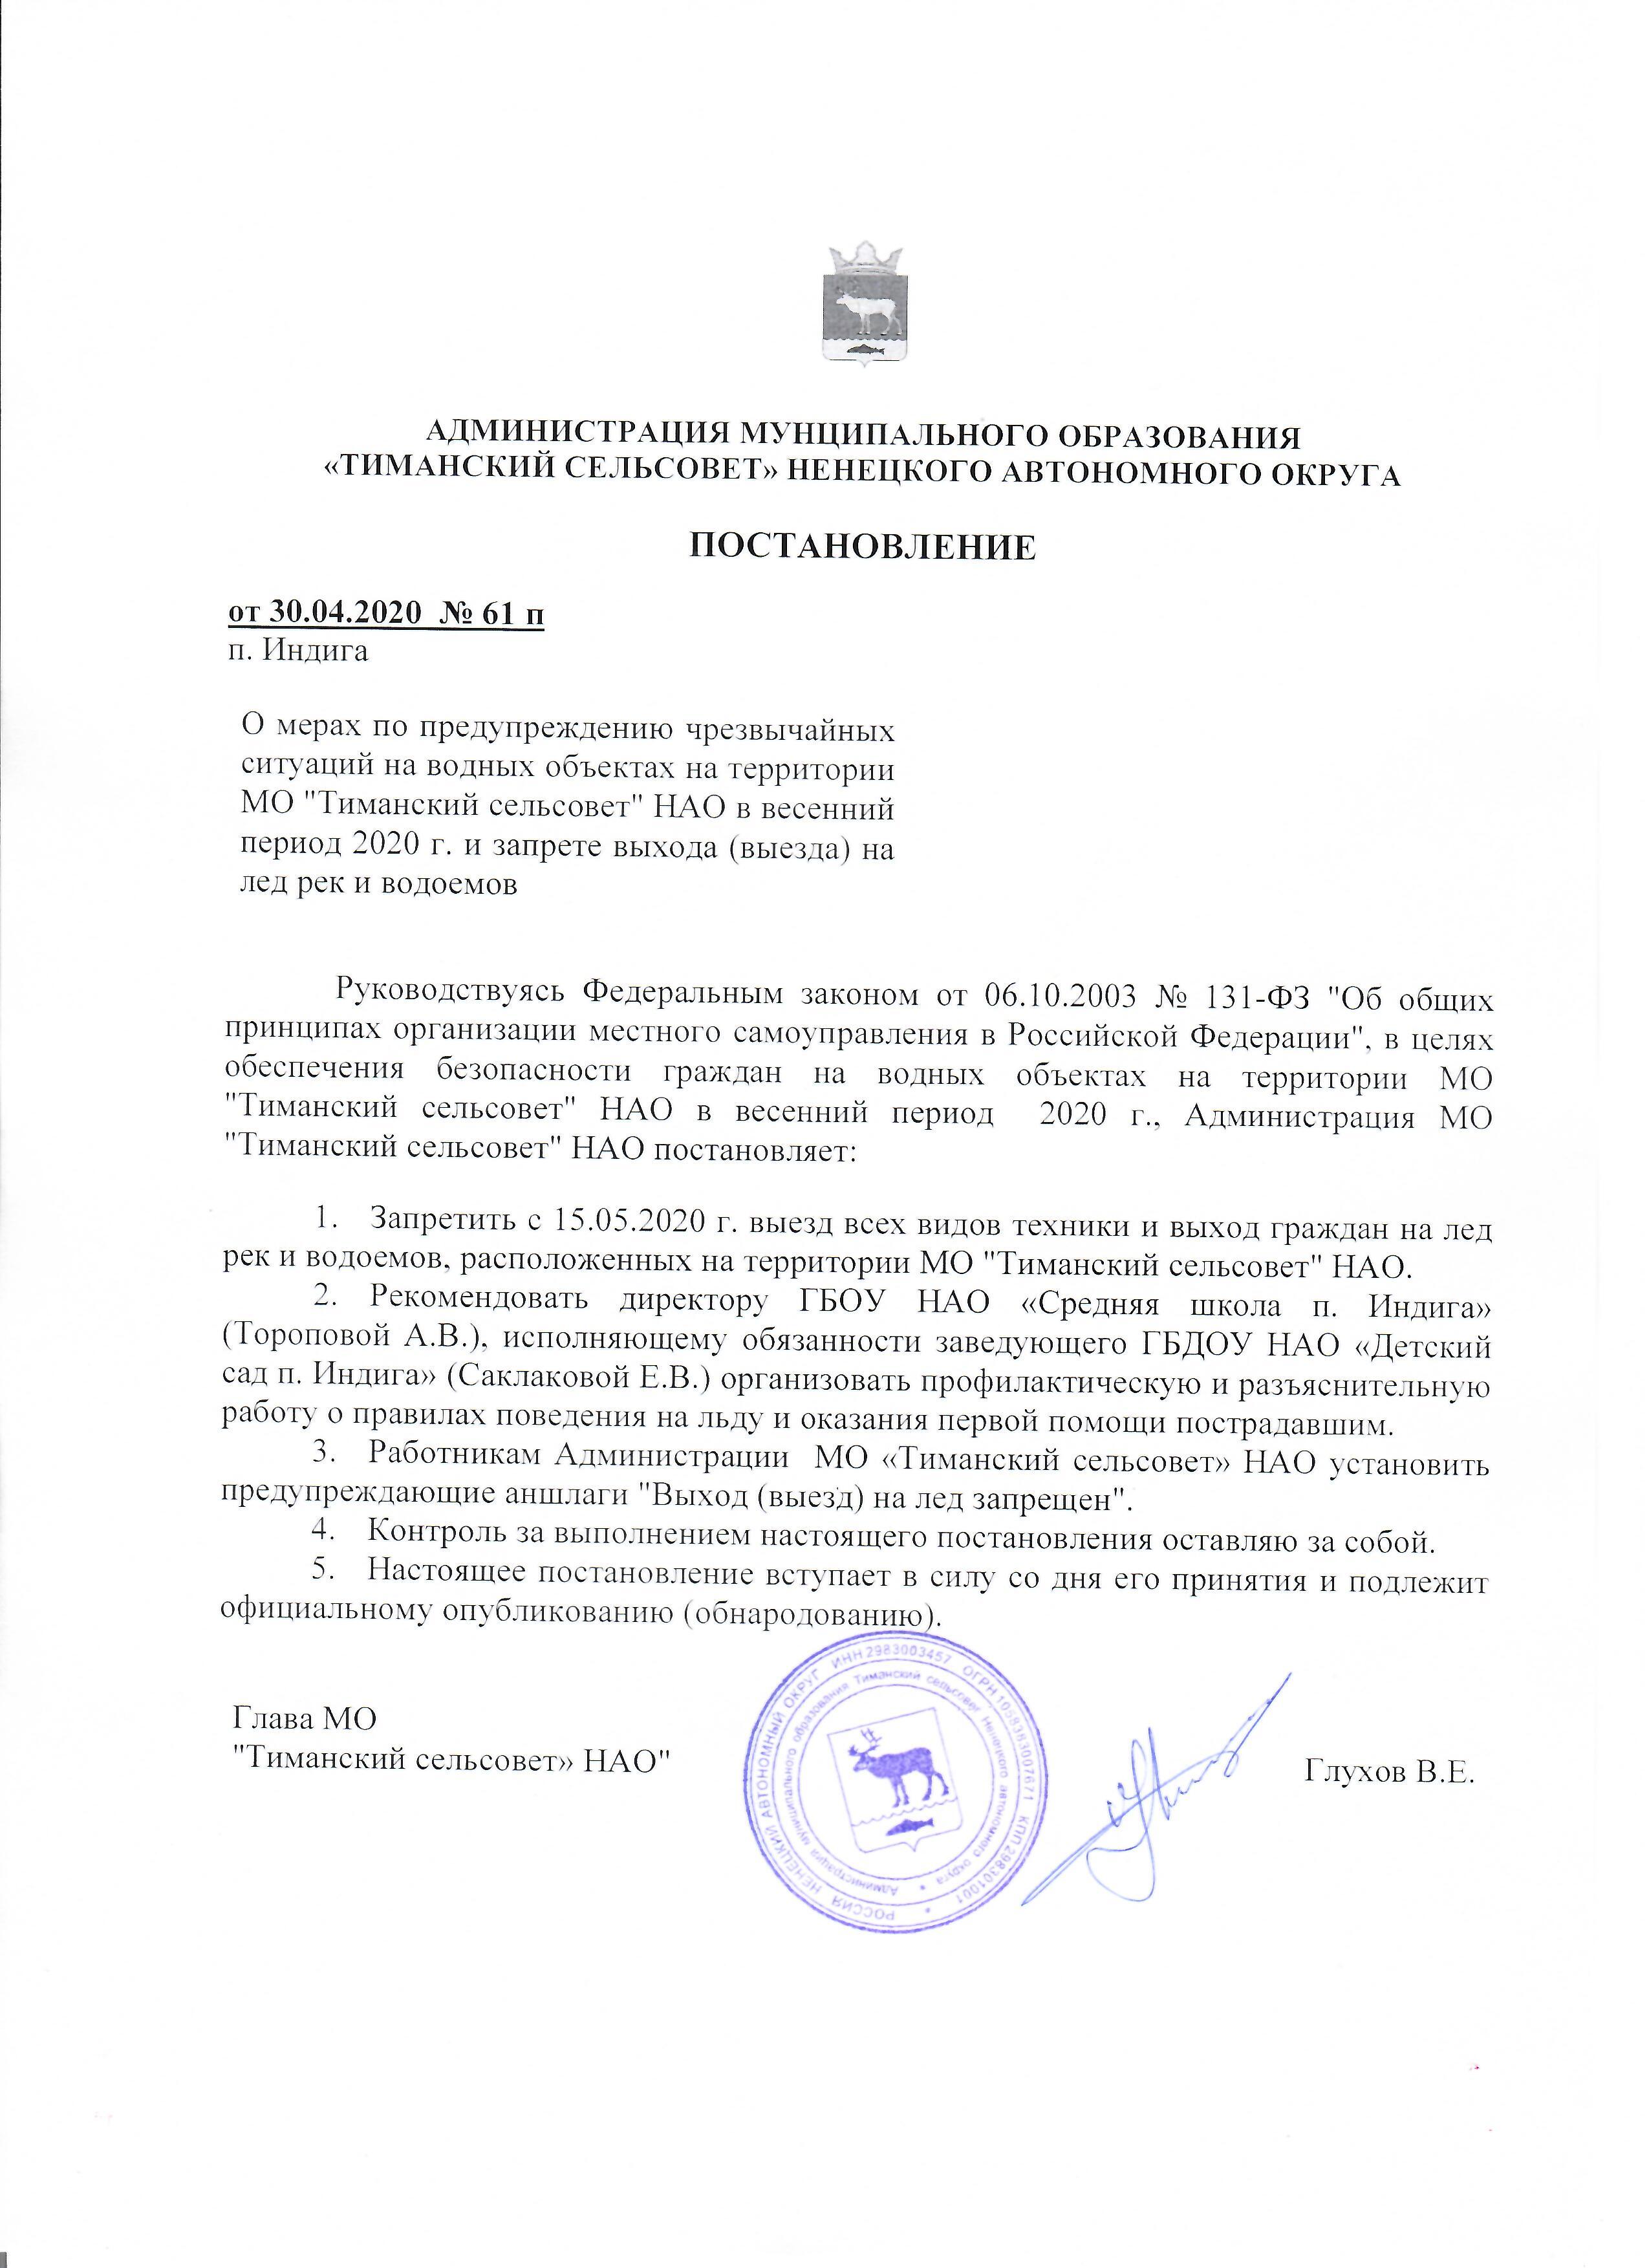 АДМИНИСТРАЦИЯ МУНЦИПАЛЬНОГО ОБРАЗОВАНИЯ
«ТИМАНСКИЙ СЕЛЬСОВЕТ» НЕНЕЦКОГО АВТОНОМНОГО ОКРУГА
ПОСТАНОВЛЕНИЕ
от 30.04.2020 № 61 п
п. Индига
О мерах по предупреждению чрезвычайных
ситуаций на водных объектах на территории
МО "Тиманский сельсовет" НАО в весенний
период 2020 г. и запрете выхода (выезда) на
лед рек и водоемов
Руководствуясь Федеральным законом от 06.10.2003 № 131-ФЗ "Об общих
принципах организации местного самоуправления в Российской Федерации", в целях
обеспечения безопасности граждан на водных объектах на территории МО
"Тиманский сельсовет" НАО в весенний период 2020 г., Администрация МО
"Тиманский сельсовет" НАО постановляет:
1. Запретить с 15.05.2020 г. выезд всех видов техники и выход граждан на лед
рек и водоемов, расположенных на территории МО "Тиманский сельсовет" НАО.
2. Рекомендовать директору ГБОУ НАО «Средняя школа п. Индига»
(Тороповой А.В.), исполняющему обязанности заведующего ГБДОУ НАО «Детский
сад п. Индига» (Саклаковой Е.В.) организовать профилактическую и разъяснительную
работу о правилах поведения на льду и оказания первой помощи пострадавшим.
3. Работникам Администрации МО «Тиманский сельсовет» НАО установить
предупреждающие аншлаги "Выход (выезд) на лед запрещен".
4. Контроль за выполнением настоящего постановления оставляю за собой.
5. Настоящее постановление вступает в силу со дня его принятия и подлежит
официальному опубликованию (обнародованию).
Глава МО
"Тиманский сельсовет» НАО"
Глухов В.Е.
РОССИЯ НЕНЕЦКИЙ АВТОНОМНЫЙ ОКРУГ ИНН 2983003457 ОГРН 1058383007671 КПП 298301001
Администрация муниципального образования Тиманский сельсовет Ненецкого автономного округа